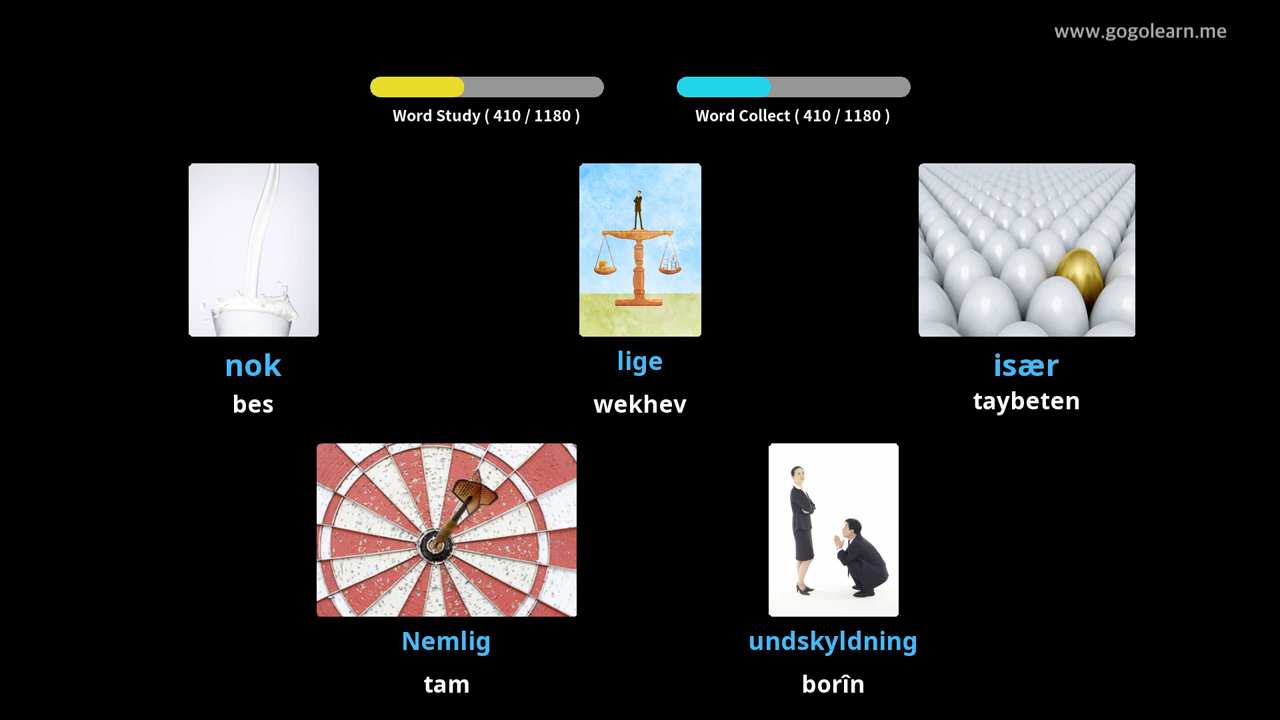 www.gogolearn.me
Word Study ( 410 / 1180 )
Word Collect ( 410 / 1180 )
nok
bes
lige
wekhev
især
taybeten
Nemlig
tam
undskyldning
borîn